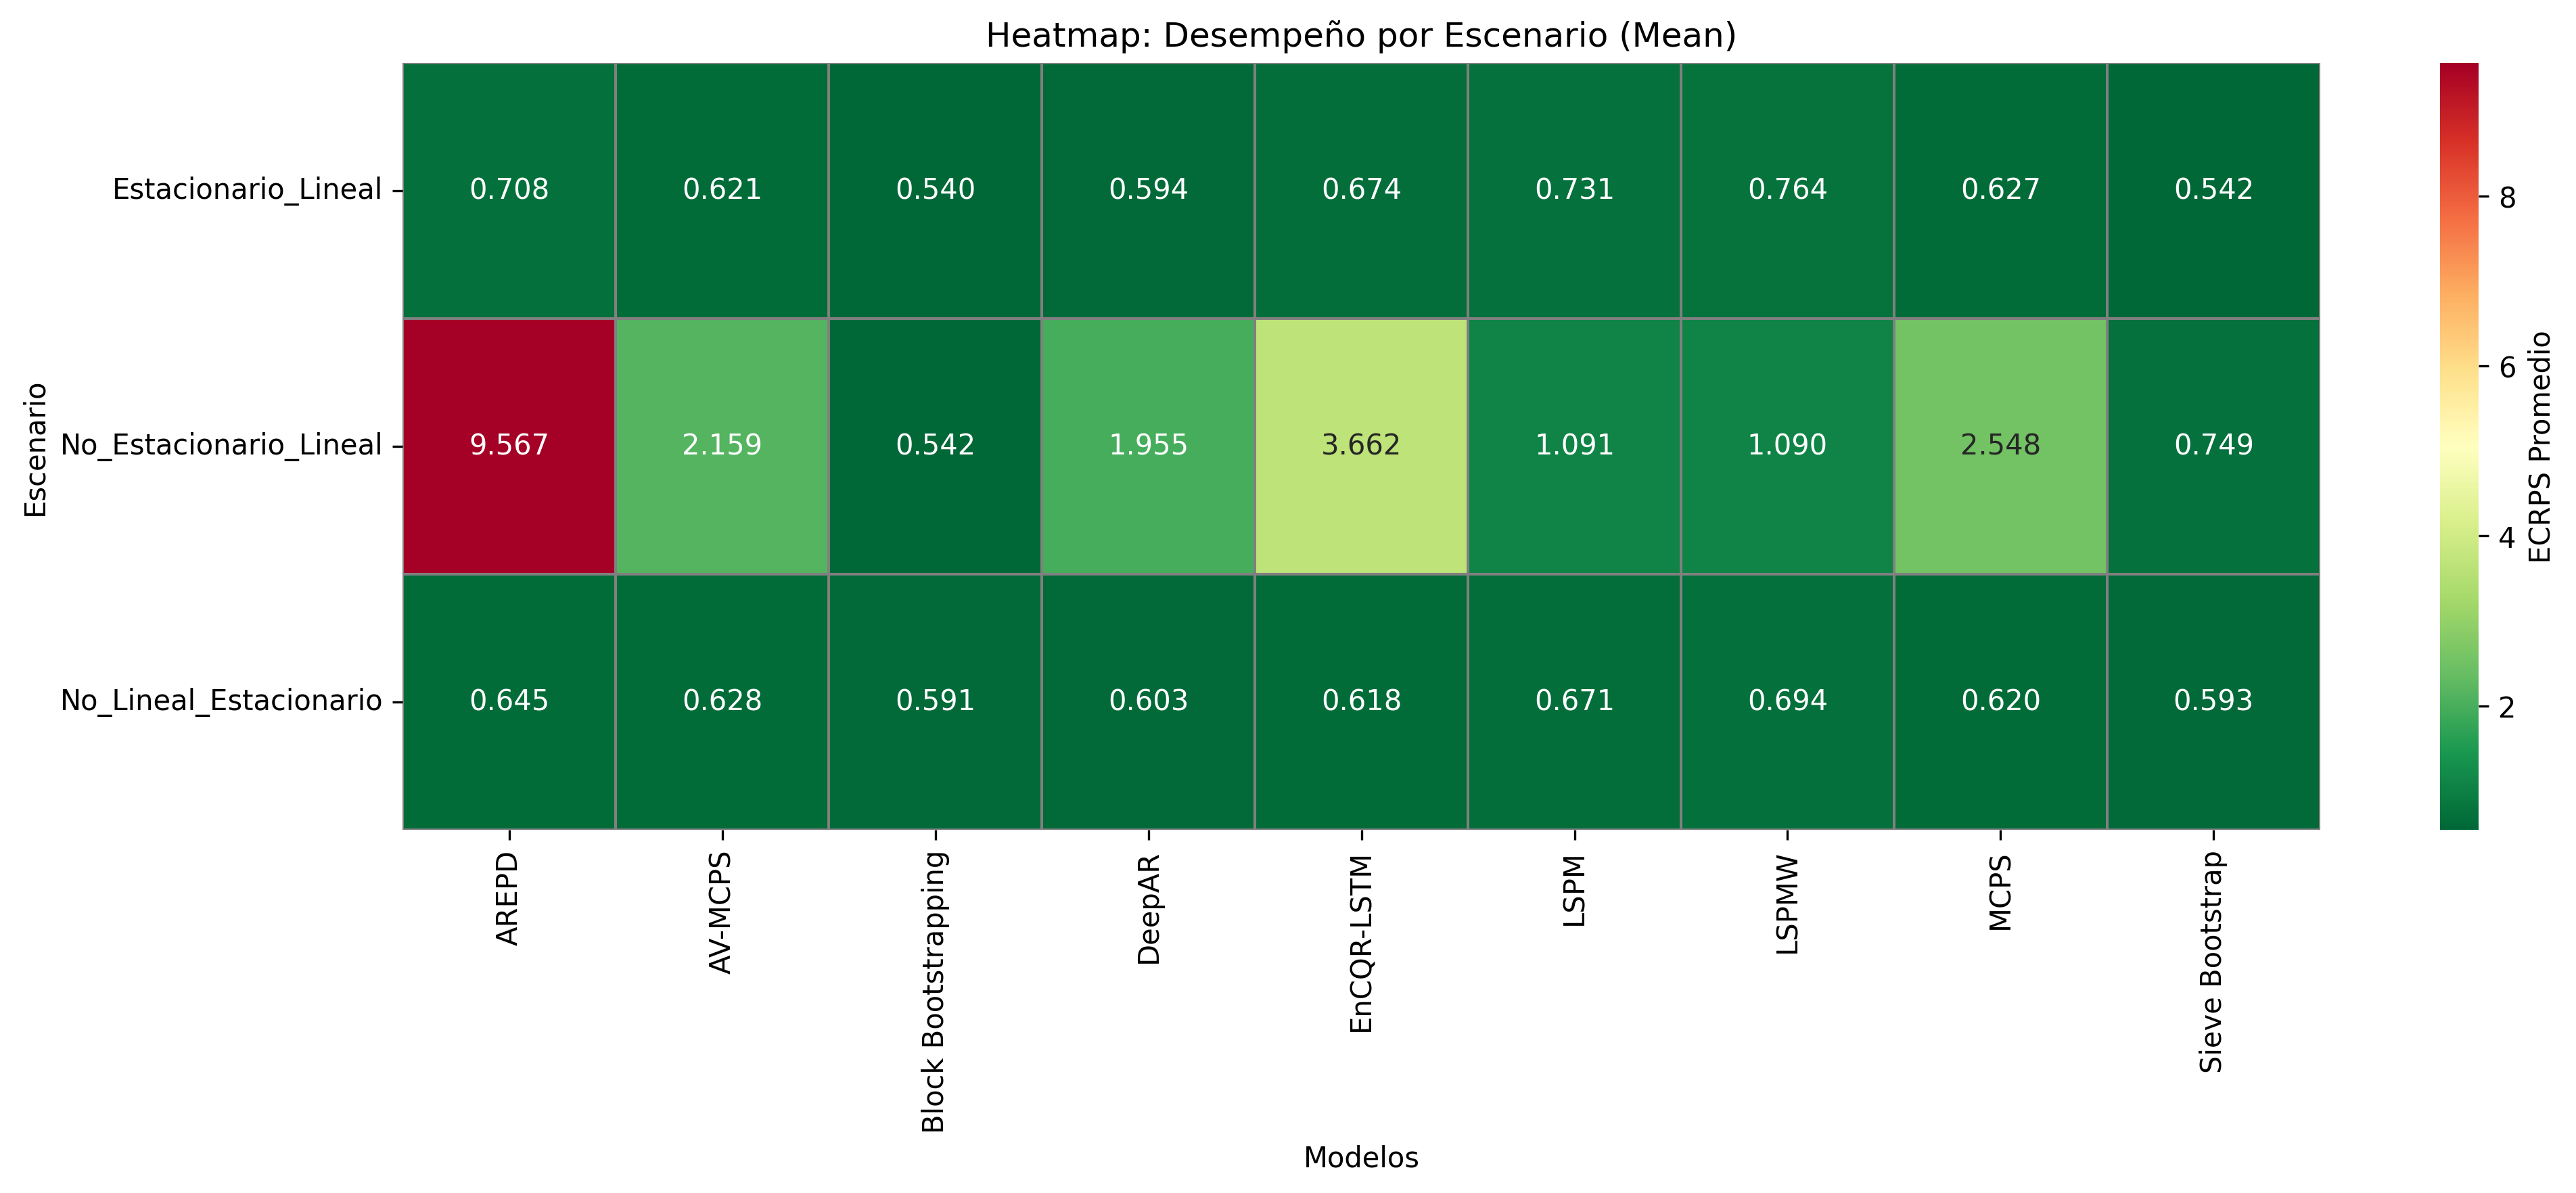 Heatmap: Desempeño por Escenario (Mean)
Escenario
Estacionario_Lineal 0.708 0.621 0.540 0.594 0.674 0.731 0.764 0.627 0.542
No_Estacionario_Lineal 9.567 2.159 0.542 1.955 3.662 1.091 1.090 2.548 0.749
No_Lineal_Estacionario 0.645 0.628 0.591 0.603 0.618 0.671 0.694 0.620 0.593
AREPD
AV-MCPS
Block Bootstrapping
DeepAR
EnCQR-LSTM
LSPM
LSPMW
MCPS
Sieve Bootstrap
Modelos
8
6
4
2
ECRPS Promedio